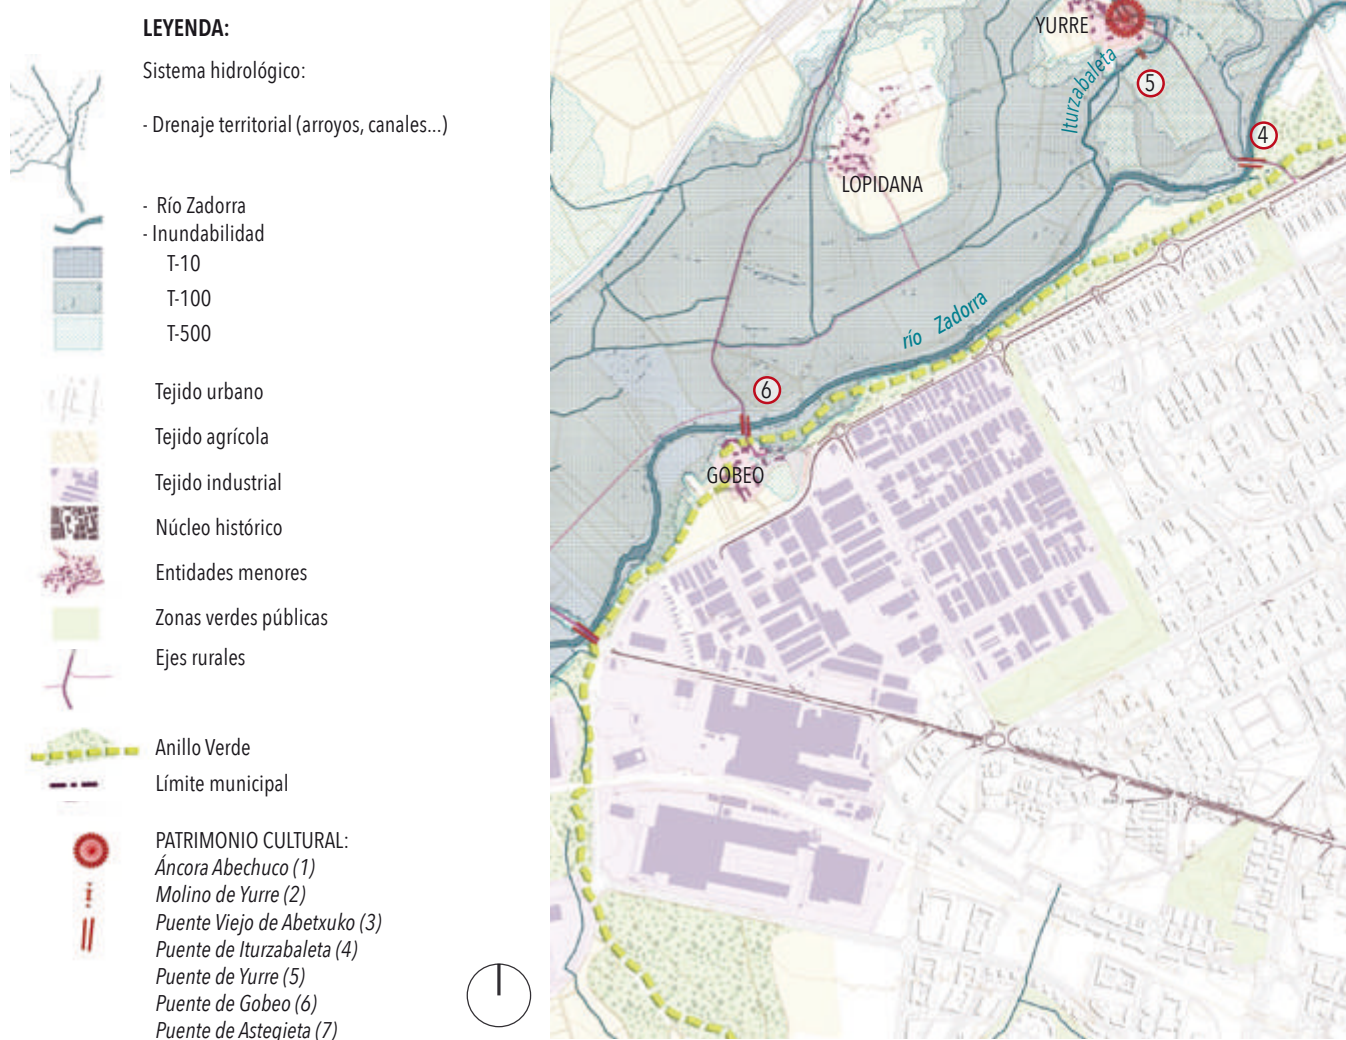 LEYENDA:
Sistema hidrológico:
- Drenaje territorial (arroyos, canales...)
- Río Zadorra
- Inundabilidad
T-10
T-100
T-500
Tejido urbano
Tejido agrícola
Tejido industrial
Núcleo histórico
Entidades menores
Zonas verdes públicas
Ejes rurales
Anillo Verde
Límite municipal
PATRIMONIO CULTURAL:
Áncora Abechuco (1)
Molino de Yurre (2)
Puente Viejo de Abetxuko (3)
Puente de Iturzabaleta (4)
Puente de Yurre (5)
Puente de Gobeo (6)
Puente de Astegieta (7)
YURRE
Iturzabaleta
5
4
LOPIDANA
río Zadorra
6
GOBEO